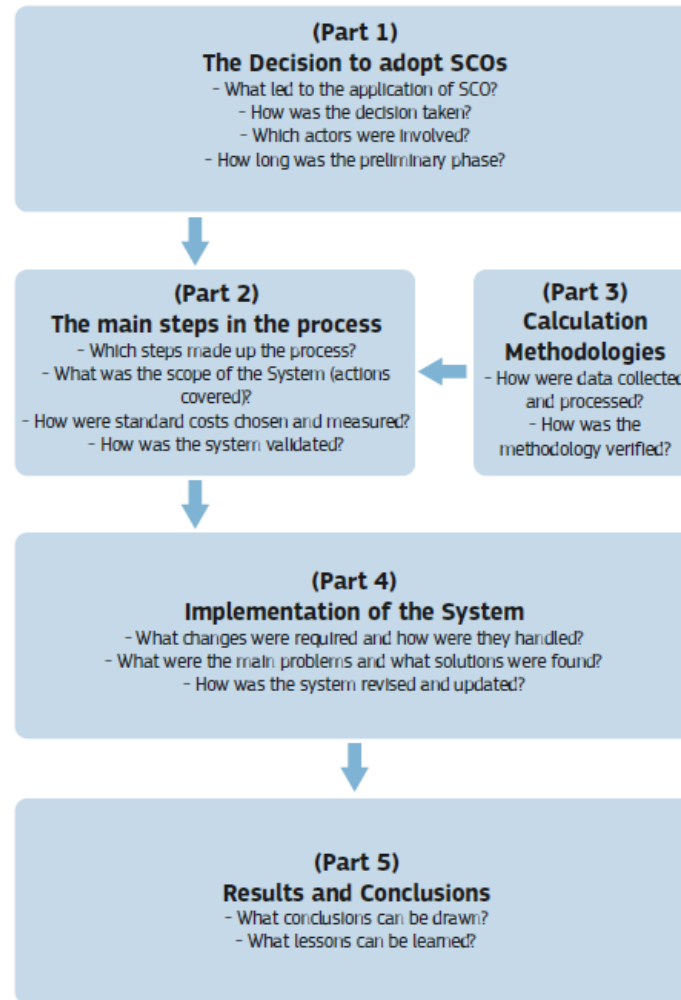 (Part 1)
The Decision to adopt SCOs
- What led to the application of SCO?
- How was the decision taken?
- Which actors were involved?
- How long was the preliminary phase?
(Part 2)
The main steps in the process
- Which steps made up the process?
- What was the scope of the System (actions
covered)?
- How were standard costs chosen and measured?
- How was the system validated?
(Part 3)
Calculation
Methodologies
- How were data collected
and processed?
- How was the
methodology verified?
(Part 4)
Implementation of the System
- What changes were required and how were they handled?
- What were the main problems and what solutions were found?
- How was the system revised and updated?
(Part 5)
Results and Conclusions
- What conclusions can be drawn?
- What lessons can be learned?